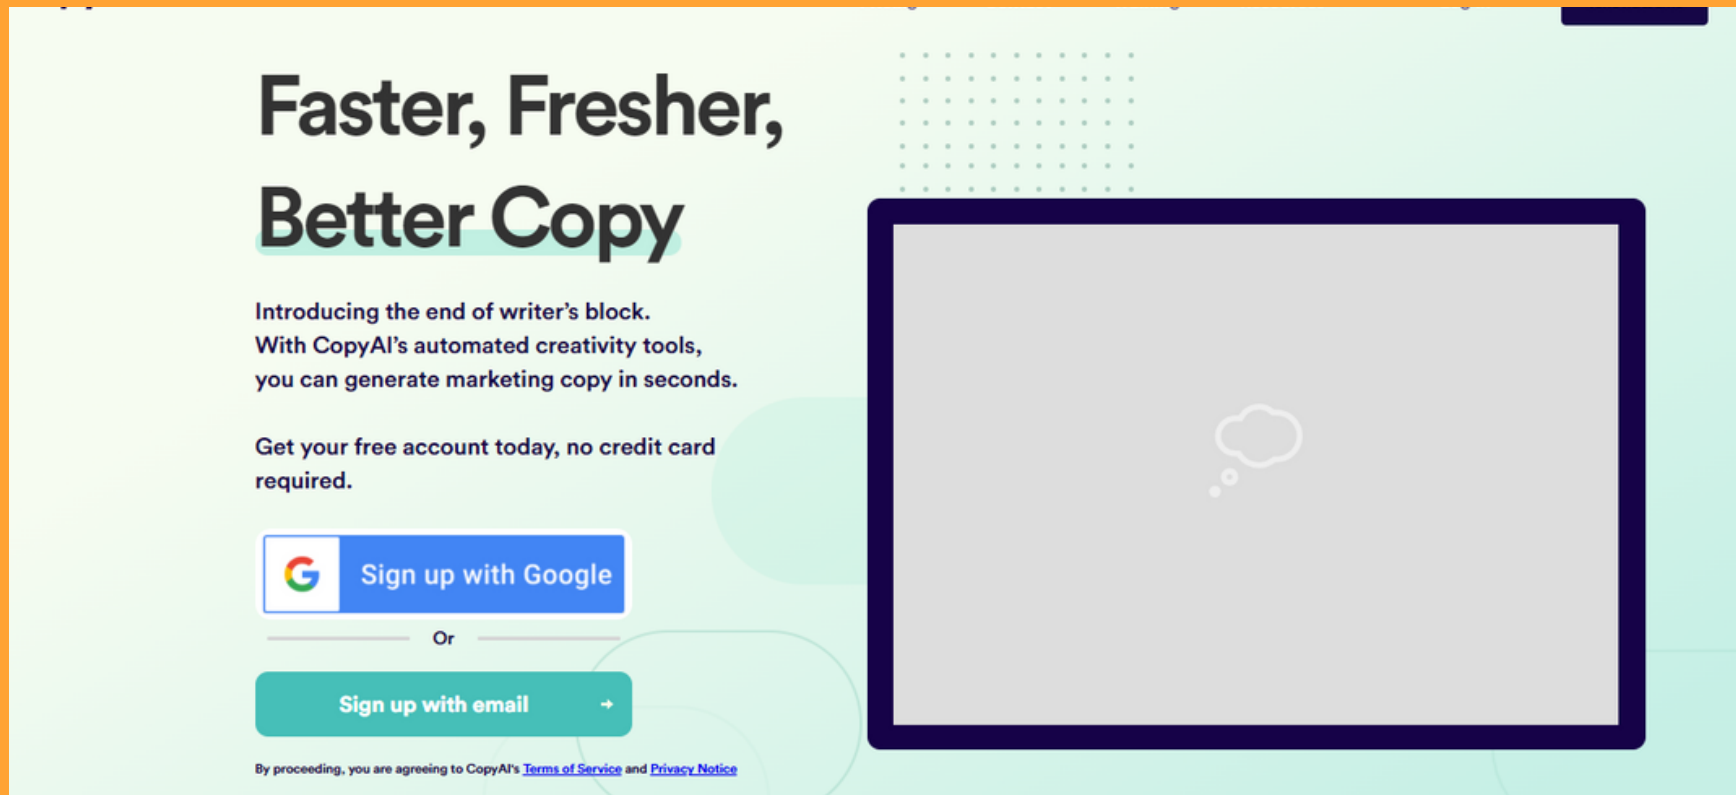 Faster, Fresher,
Better Copy
Introducing the end of writer’s block.
With CopyAI’s automated creativity tools,
you can generate marketing copy in seconds.
Get your free account today, no credit card
required.
Sign up with Google
Or
Sign up with email
By proceeding, you are agreeing to CopyAI's Terms of Service and Privacy Notice